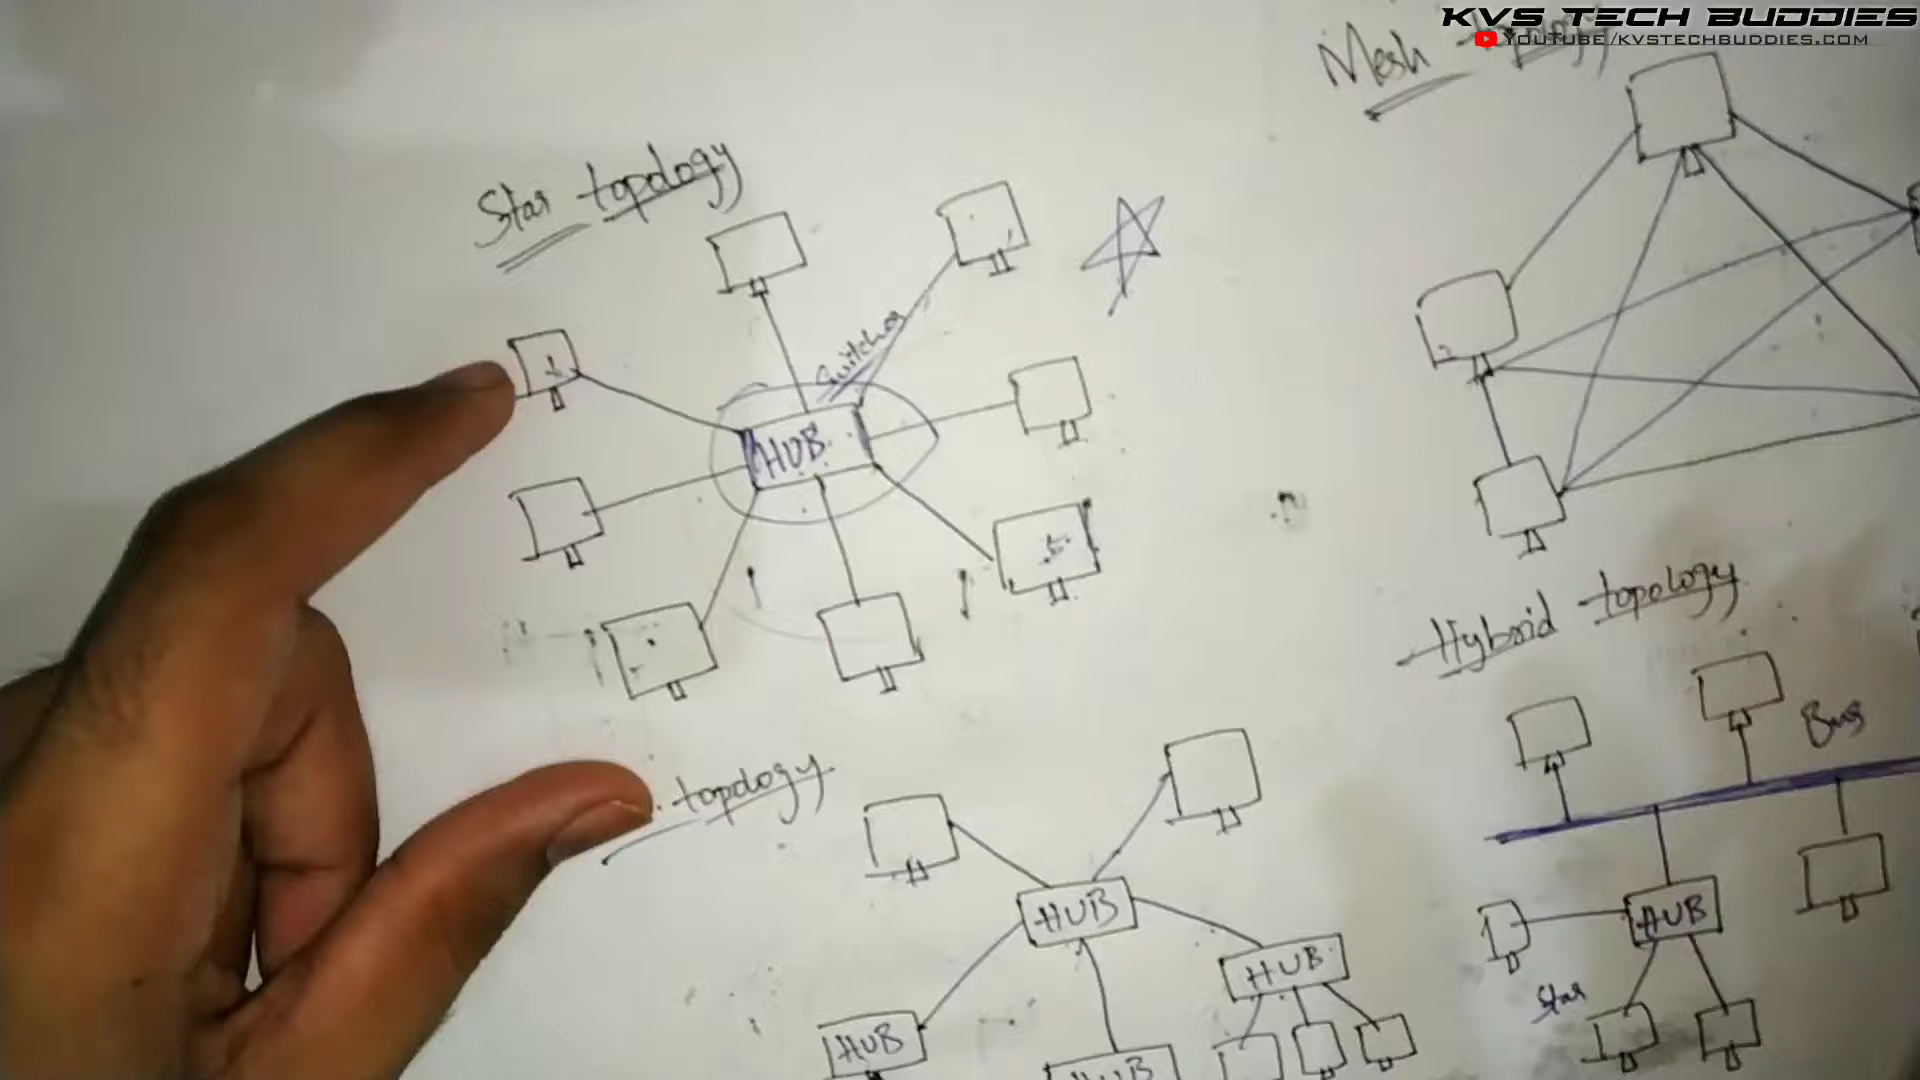 KVS TECH BUDDIES
YOUTUBE/KVSTECHBUDDIES.COM
Mesh
Star topology
Switches
HUB
Hybrid topology
Bus
topology
HUB
HUB
HUB
HUB
HUB
Star